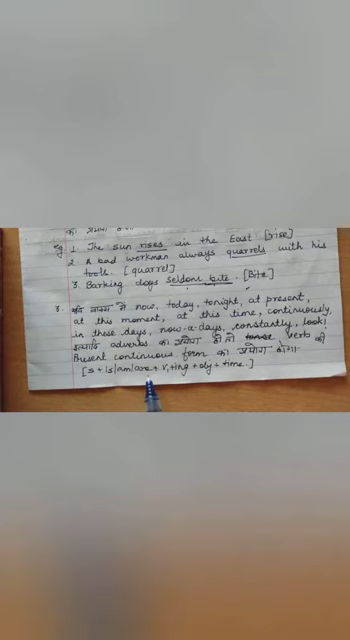 का प्रयोग
eg. 1. The sun rises in the East [rise]
2. A bad workman always quarrels with his
tools. [quarrel]
3. Barking dogs seldom bite. [Bite]
3. यदि वाक्य में now, today, tonight, at present,
at this moment, at this time, continuously,
in these days, now-a-days, constantly, look!
इत्यादि adverbs का प्रयोग हो तो tense verb की
Present continuous form का प्रयोग होगा।
[s + is/am/are + V₁+ing + obj + time.]